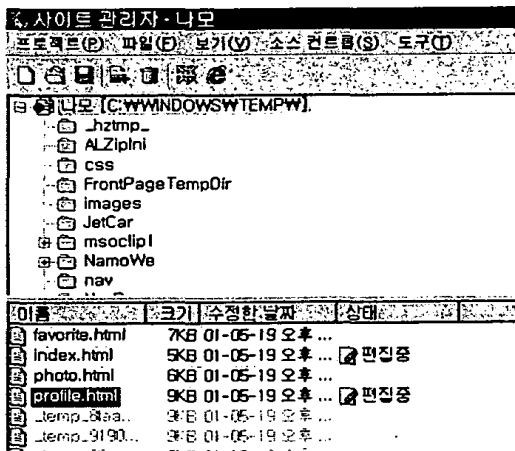 사이트 관리자 - 나모
프로젝트(P) 파일(F) 보기(V) 소스 컨트롤(S) 도구(T)
나모 [C:₩WINDOWS₩TEMP₩]
_hztmp_
ALZipIni
css
FrontPageTempDir
images
JetCar
msoclip1
NamoWe
nav
이름 크기 수정한 날짜 상태
favorite.html 7KB 01-05-19 오후 ...
index.html 5KB 01-05-19 오후 ... 편집중
photo.html 6KB 01-05-19 오후 ...
profile.html 9KB 01-05-19 오후 ... 편집중
_temp_8laa... 9KB 01-05-19 오후 ...
_temp_9190... 9KB 01-05-19 오후 ...